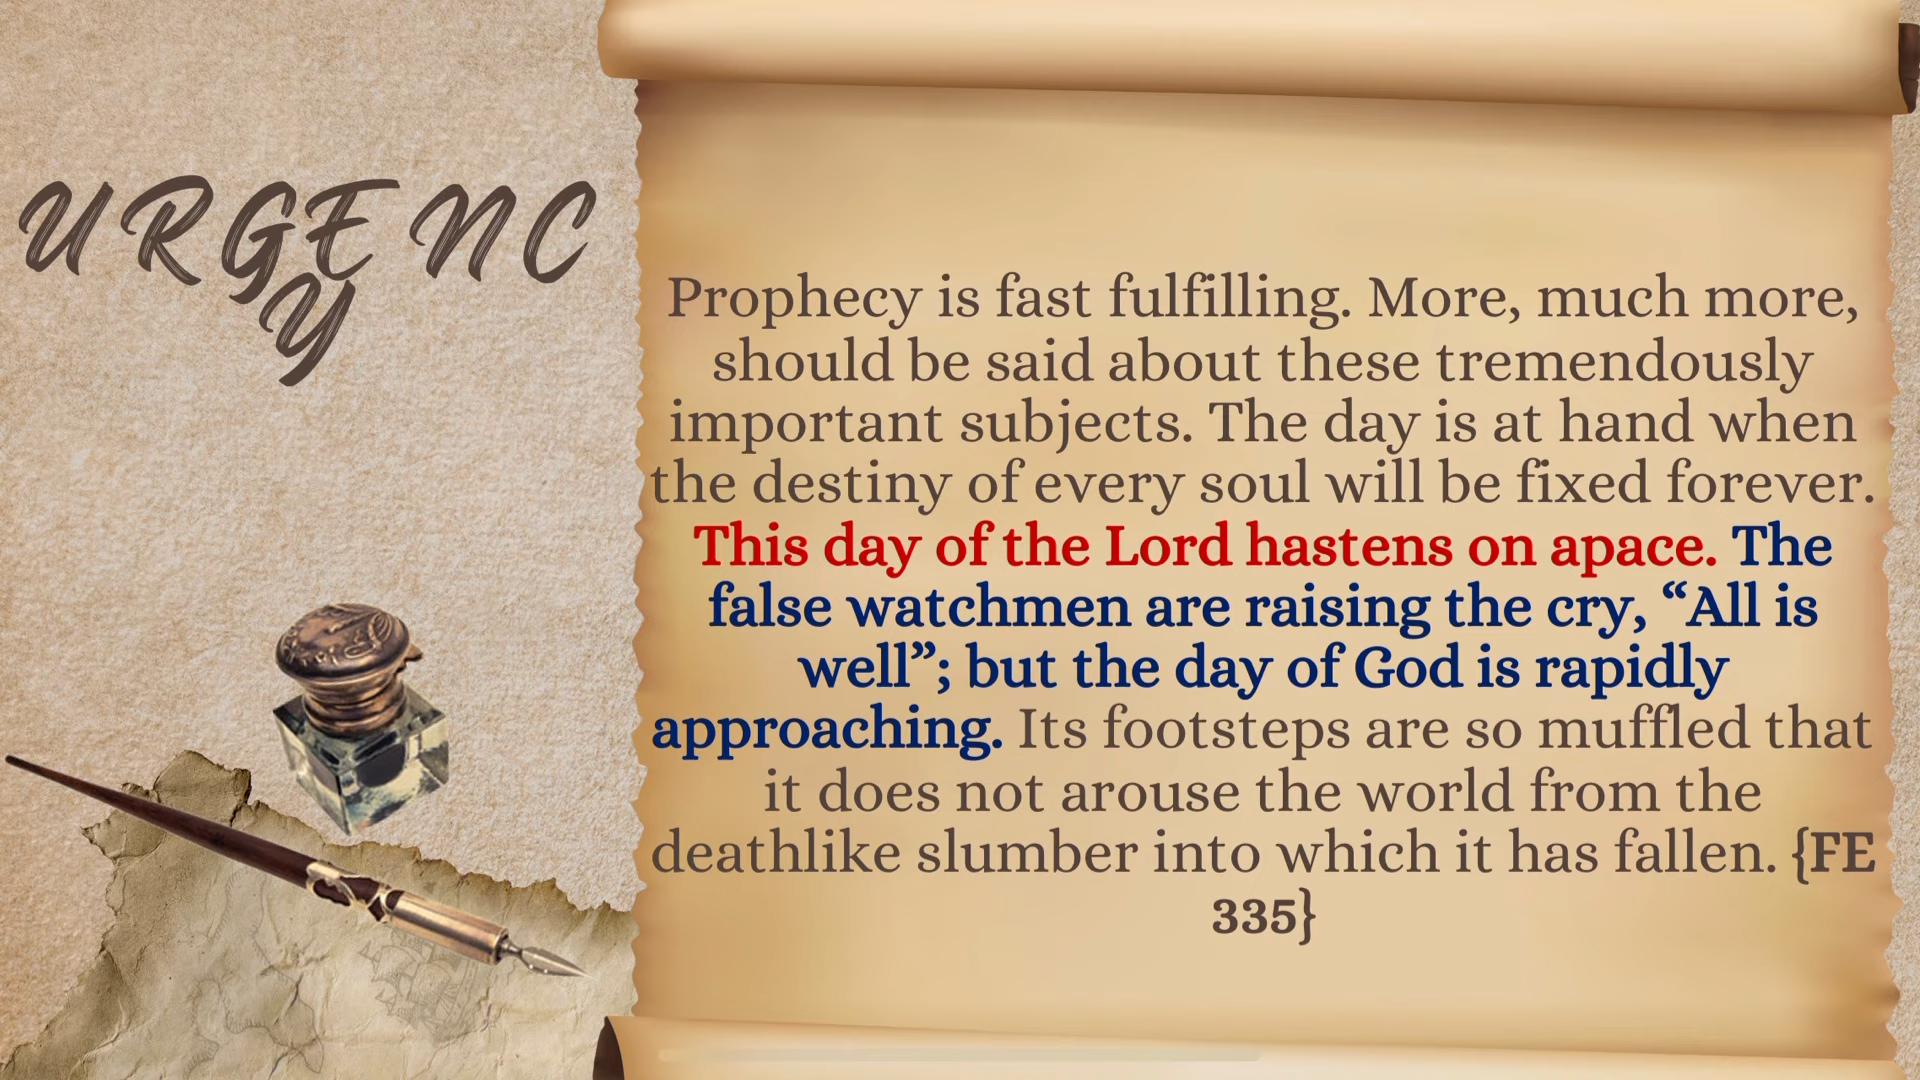 URGENC
Y
Prophecy is fast fulfilling. More, much more,
should be said about these tremendously
important subjects. The day is at hand when
the destiny of every soul will be fixed forever.
This day of the Lord hastens on apace. The
false watchmen are raising the cry, “All is
well”; but the day of God is rapidly
approaching. Its footsteps are so muffled that
it does not arouse the world from the
deathlike slumber into which it has fallen. {FE
335}